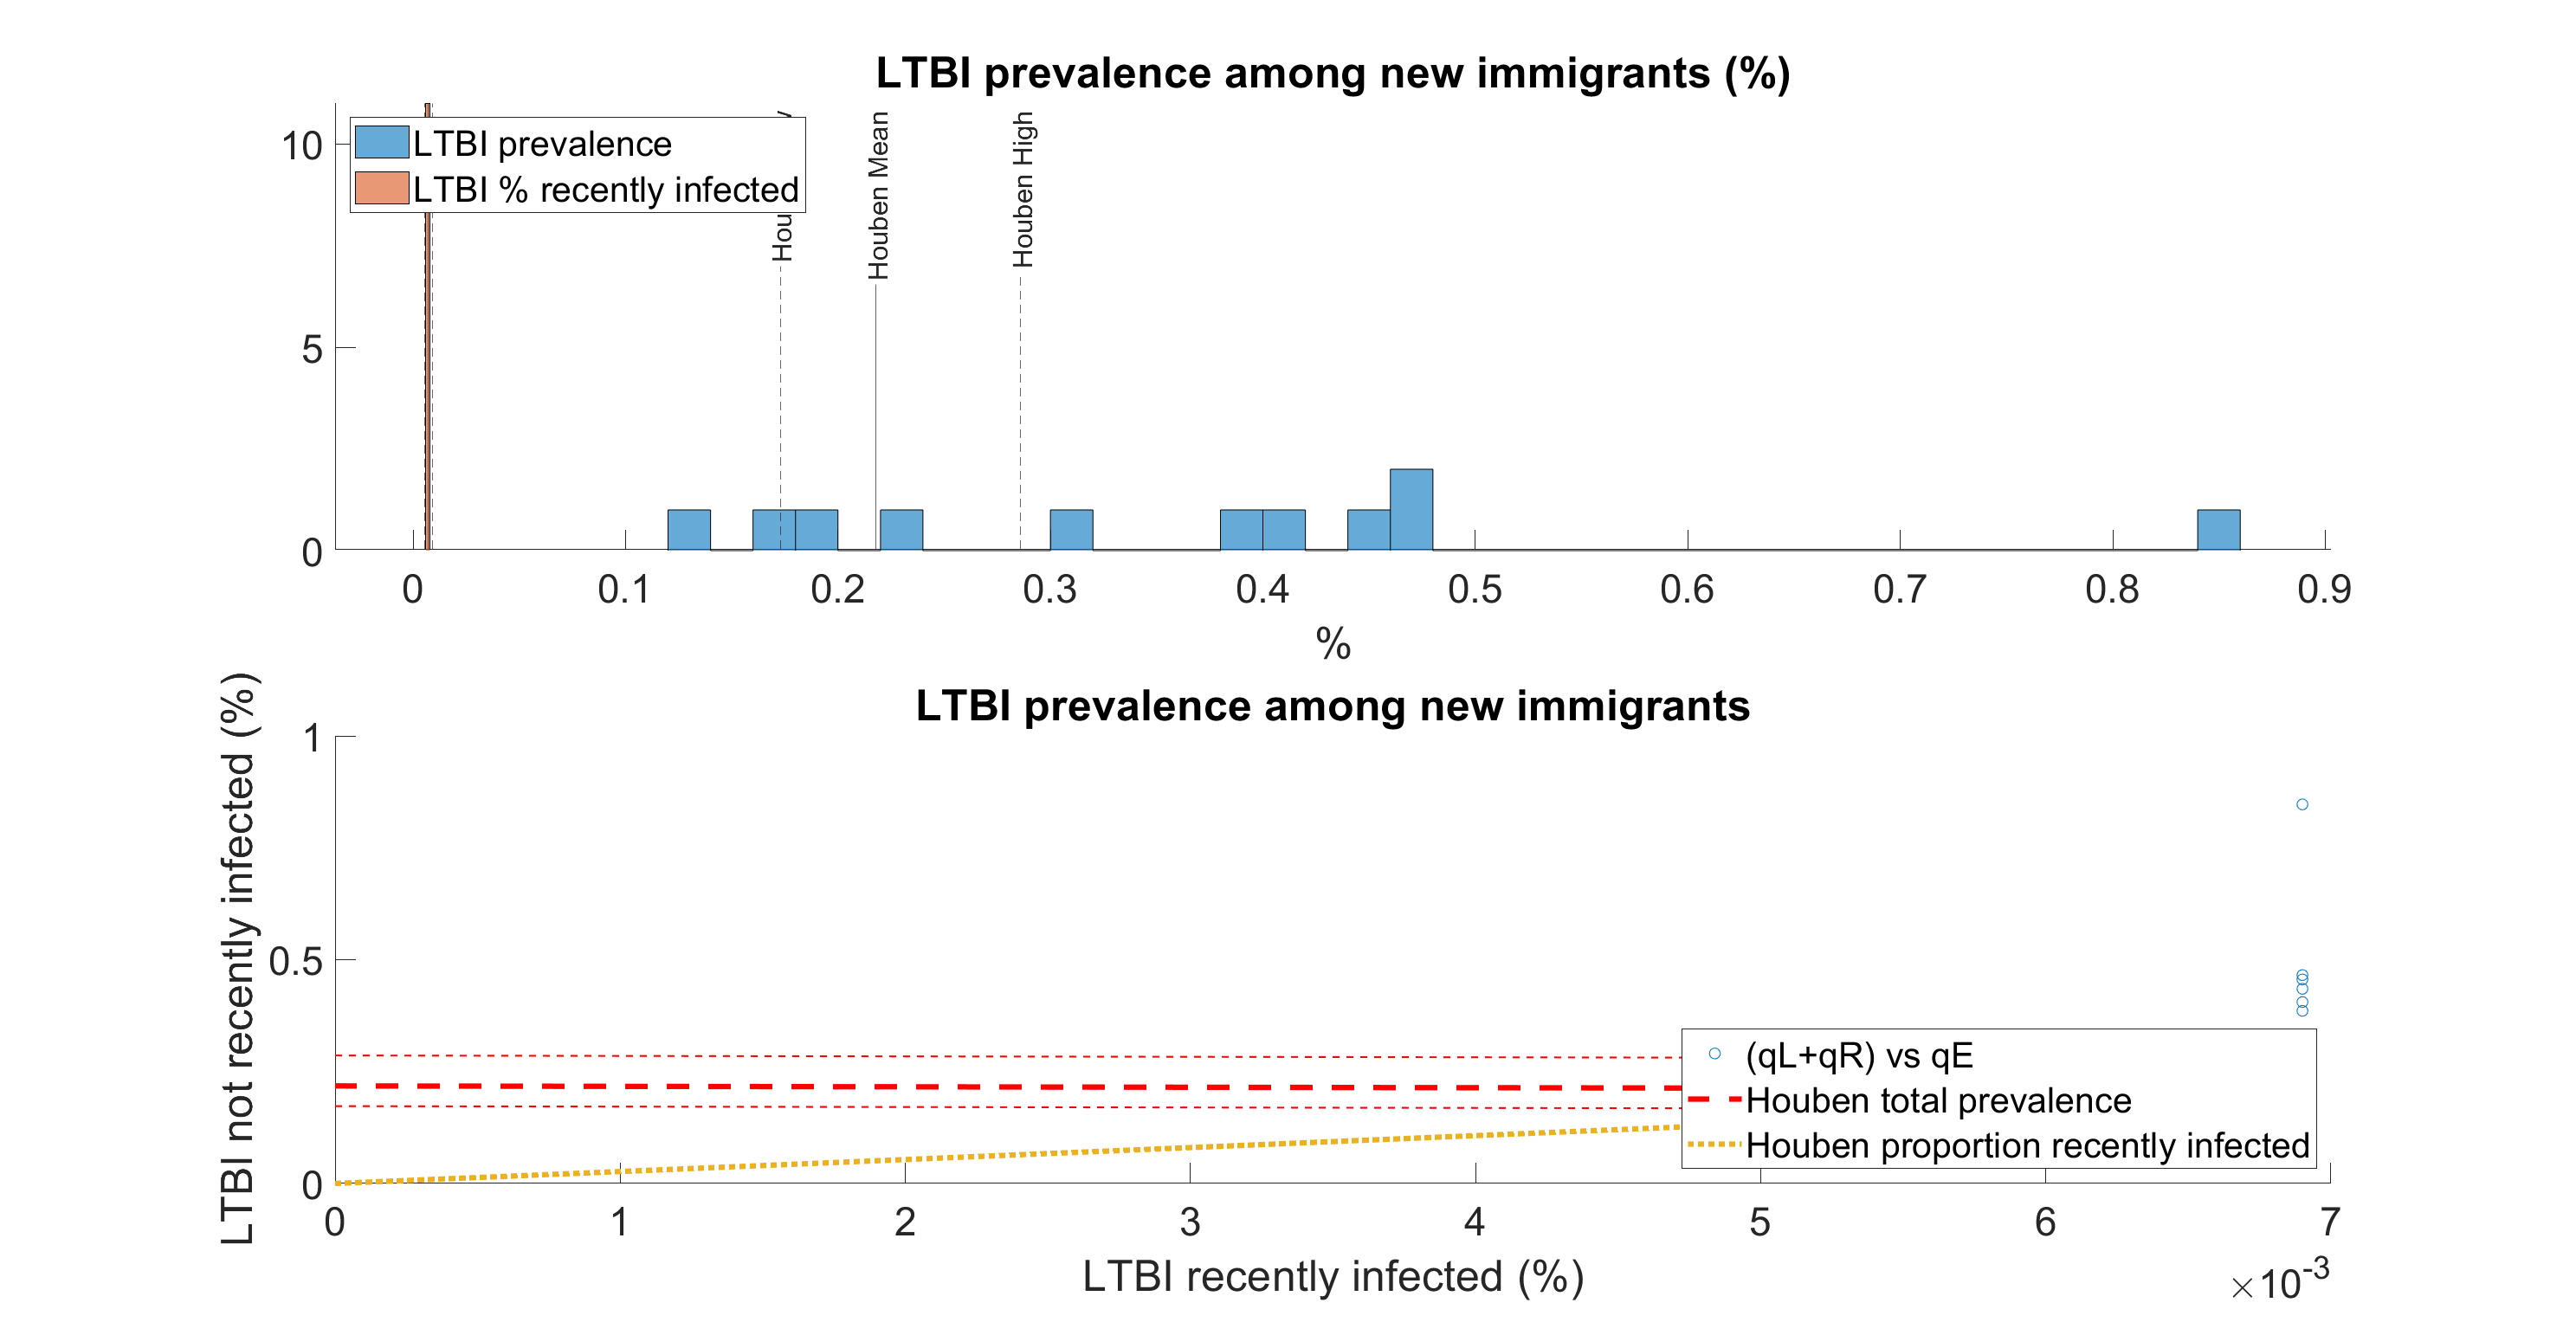 LTBI prevalence among new immigrants (%)
LTBI prevalence
LTBI % recently infected
Houben Mean
Houben High
10
5
0
0 0.1 0.2 0.3 0.4 0.5 0.6 0.7 0.8 0.9
%
LTBI prevalence among new immigrants
LTBI not recently infected (%)
1
0.5
0
(qL+qR) vs qE
Houben total prevalence
Houben proportion recently infected
0 1 2 3 4 5 6 7
LTBI recently infected (%)
×10-3